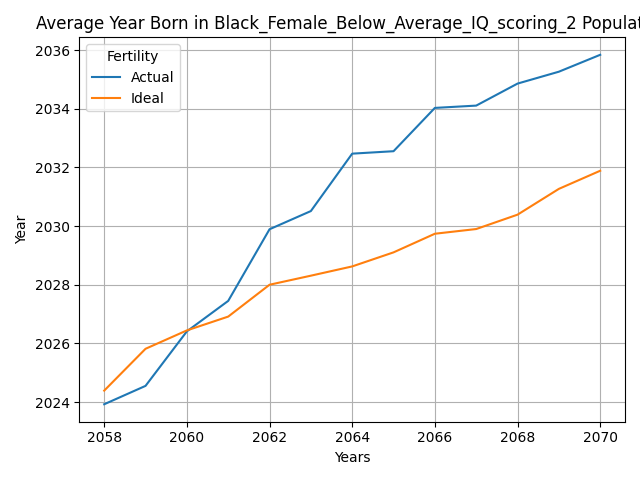 Average Year Born in Black_Female_Below_Average_IQ_scoring_2 Populat
Fertility
Actual
Ideal
2036
2034
2032
2030
2028
2026
2024
Year
2058 2060 2062 2064 2066 2068 2070
Years